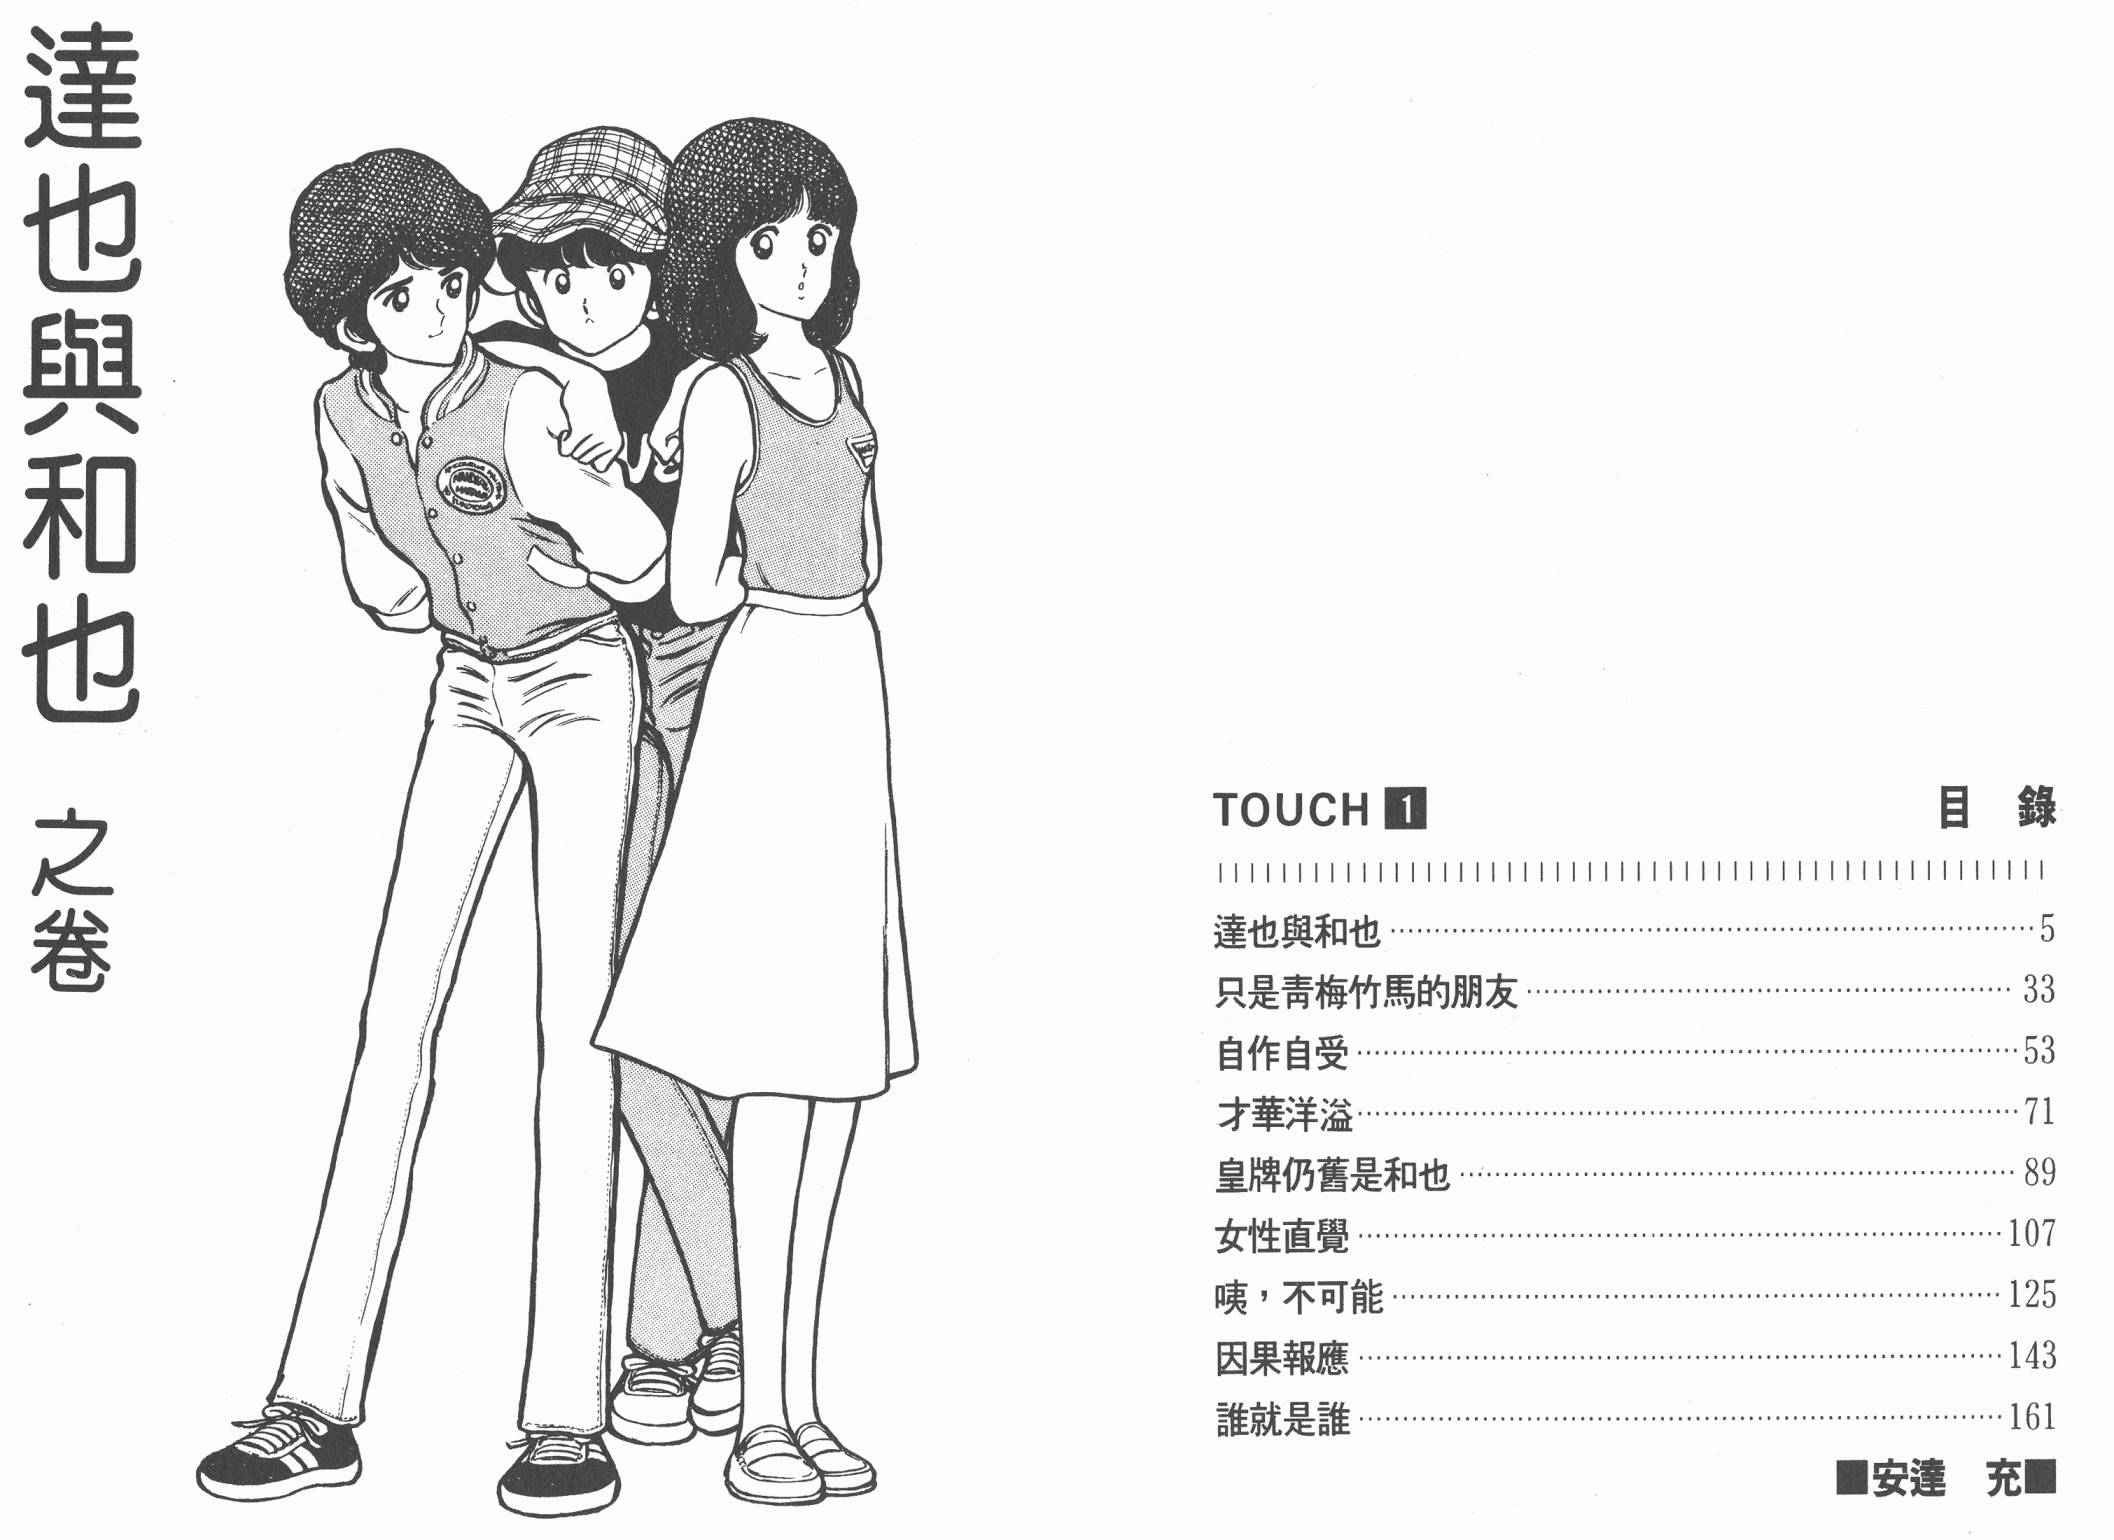 達也與和也 之卷
TOUCH 1 目 錄
達也與和也 5
只是靑梅竹馬的朋友 33
自作自受 53
才華洋溢 71
皇牌仍舊是和也 89
女性直覺 107
咦，不可能 125
因果報應 143
誰就是誰 161
■安達 充■